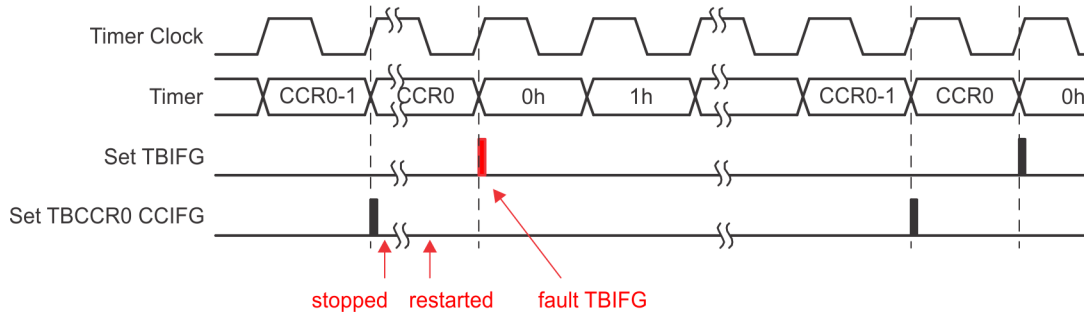 Timer Clock
Timer CCR0-1 CCR0 0h 1h CCR0-1 CCR0 0h
Set TBIFG
Set TBCCR0 CCIFG
stopped restarted fault TBIFG